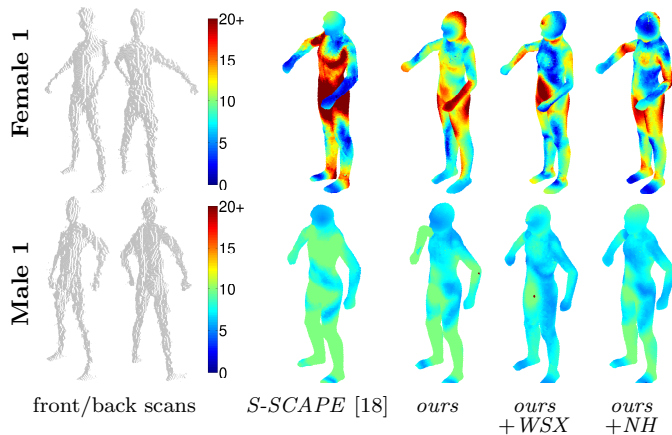 Female 1
20+
15
10
5
0
Male 1
20+
15
10
5
0
front/back scans
S-SCAPE [18]
ours
ours
+WSX
ours
+NH